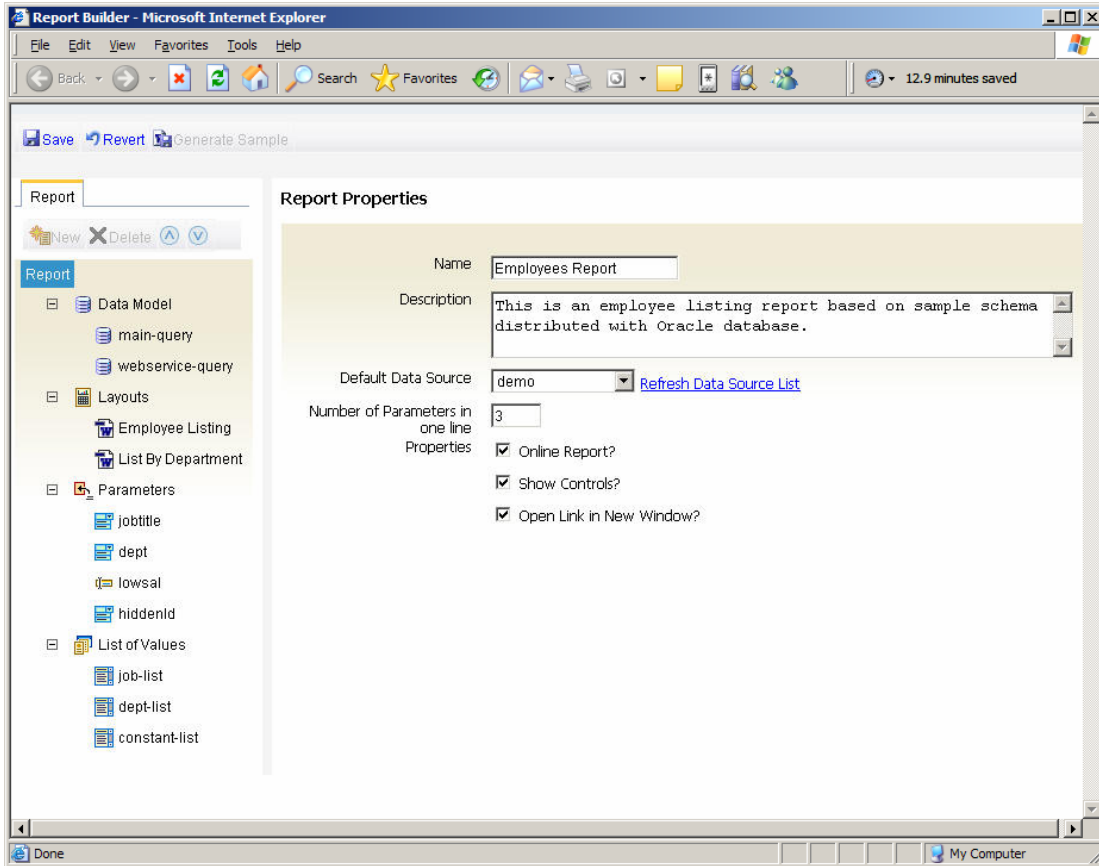 Report Builder - Microsoft Internet Explorer
File Edit View Favorites Tools Help
Back Search Favorites 12.9 minutes saved
Save Revert Generate Sample
Report
New Delete
Report
Data Model
main-query
webservice-query
Layouts
Employee Listing
List By Department
Parameters
jobtitle
dept
lowsal
hiddenId
List of Values
job-list
dept-list
constant-list
Report Properties
Name Employees Report
Description This is an employee listing report based on sample schema
distributed with Oracle database.
Default Data Source demo Refresh Data Source List
Number of Parameters in
one line 3
Properties Online Report?
Show Controls?
Open Link in New Window?
Done My Computer